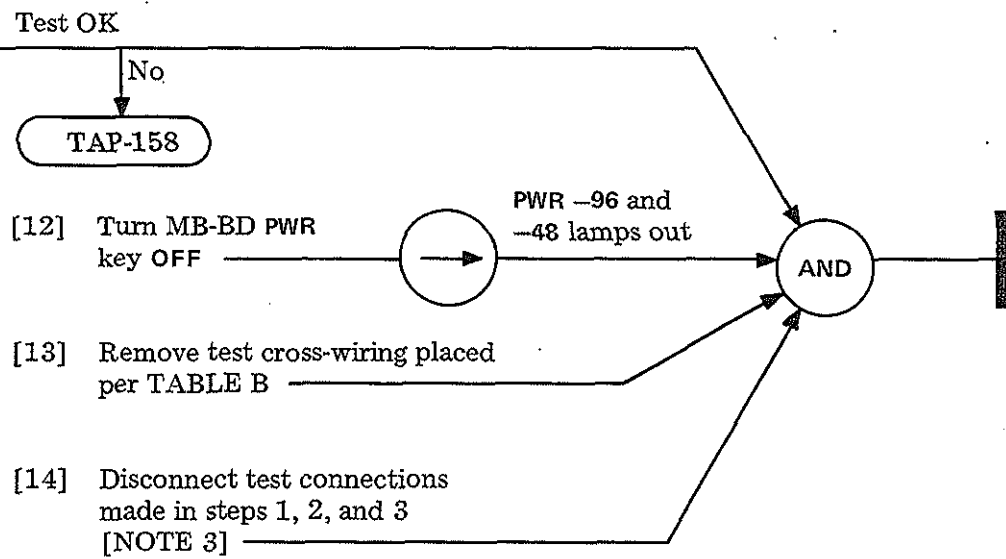 Test OK
No
TAP-158
[12] Turn MB-BD PWR
key OFF
PWR −96 and
−48 lamps out
AND
[13] Remove test cross-wiring placed
per TABLE B
[14] Disconnect test connections
made in steps 1, 2, and 3
[NOTE 3]